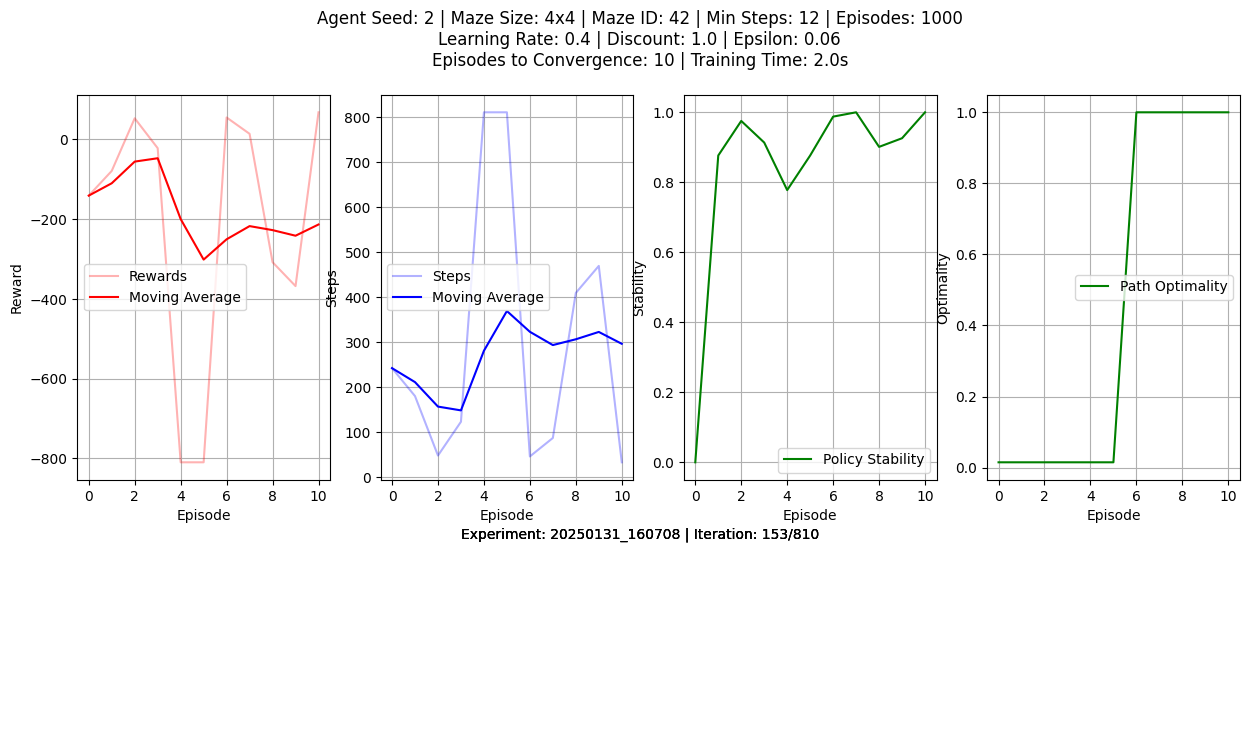 Agent Seed: 2 | Maze Size: 4x4 | Maze ID: 42 | Min Steps: 12 | Episodes: 1000
Learning Rate: 0.4 | Discount: 1.0 | Epsilon: 0.06
Episodes to Convergence: 10 | Training Time: 2.0s
Reward
0
−200
−400
−600
−800
Rewards
Moving Average
0 2 4 6 8 10
Episode
Steps
800
700
600
500
400
300
200
100
0
Steps
Moving Average
0 2 4 6 8 10
Episode
Stability
1.0
0.8
0.6
0.4
0.2
0.0
Policy Stability
0 2 4 6 8 10
Episode
Optimality
1.0
0.8
0.6
0.4
0.2
0.0
Path Optimality
0 2 4 6 8 10
Episode
Experiment: 20250131_160708 | Iteration: 153/810